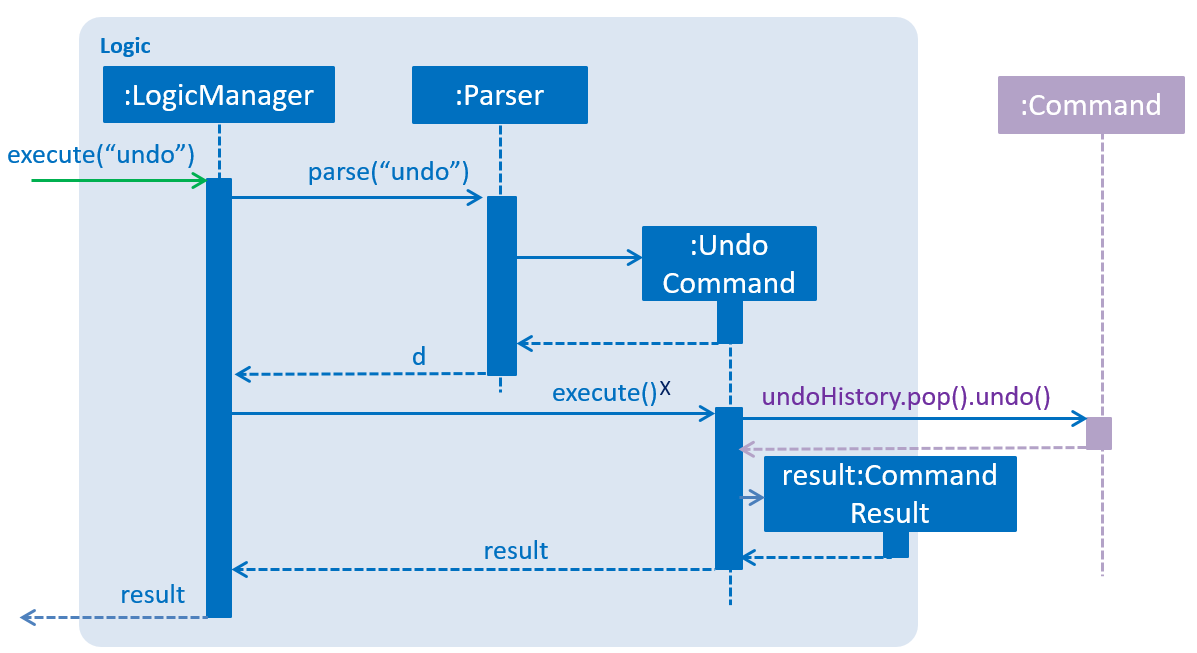 Logic
:LogicManager
:Parser
:Command
execute(“undo”)
parse(“undo”)
:Undo
Command
d
execute()X
undoHistory.pop().undo()
result:Command
Result
result
result